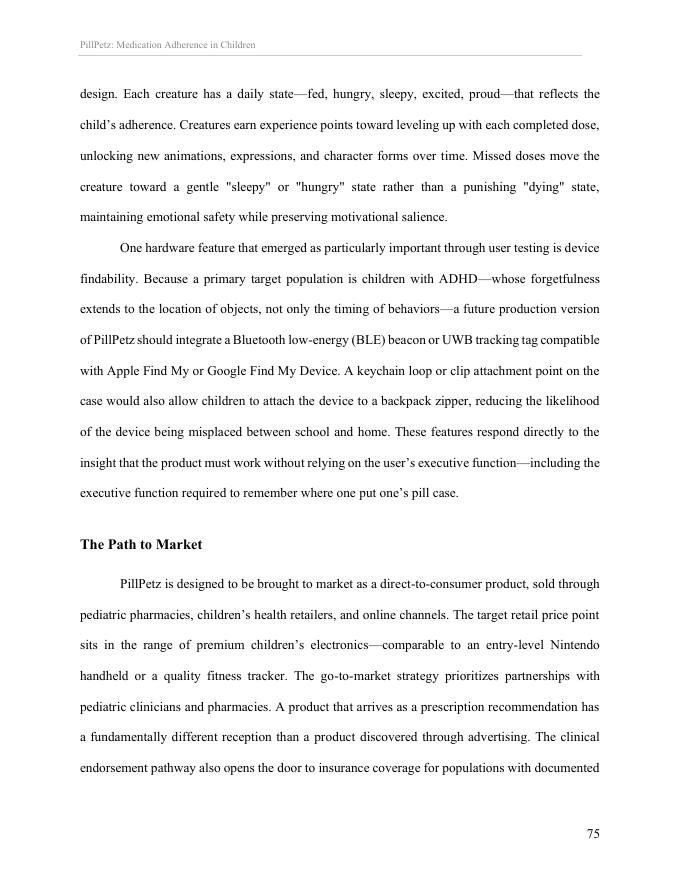 PillPetz: Medication Adherence in Children
design. Each creature has a daily state—fed, hungry, sleepy, excited, proud—that reflects the
child’s adherence. Creatures earn experience points toward leveling up with each completed dose,
unlocking new animations, expressions, and character forms over time. Missed doses move the
creature toward a gentle "sleepy" or "hungry" state rather than a punishing "dying" state,
maintaining emotional safety while preserving motivational salience.
One hardware feature that emerged as particularly important through user testing is device
findability. Because a primary target population is children with ADHD—whose forgetfulness
extends to the location of objects, not only the timing of behaviors—a future production version
of PillPetz should integrate a Bluetooth low-energy (BLE) beacon or UWB tracking tag compatible
with Apple Find My or Google Find My Device. A keychain loop or clip attachment point on the
case would also allow children to attach the device to a backpack zipper, reducing the likelihood
of the device being misplaced between school and home. These features respond directly to the
insight that the product must work without relying on the user’s executive function—including the
executive function required to remember where one put one’s pill case.
The Path to Market
PillPetz is designed to be brought to market as a direct-to-consumer product, sold through
pediatric pharmacies, children’s health retailers, and online channels. The target retail price point
sits in the range of premium children’s electronics—comparable to an entry-level Nintendo
handheld or a quality fitness tracker. The go-to-market strategy prioritizes partnerships with
pediatric clinicians and pharmacies. A product that arrives as a prescription recommendation has
a fundamentally different reception than a product discovered through advertising. The clinical
endorsement pathway also opens the door to insurance coverage for populations with documented
75